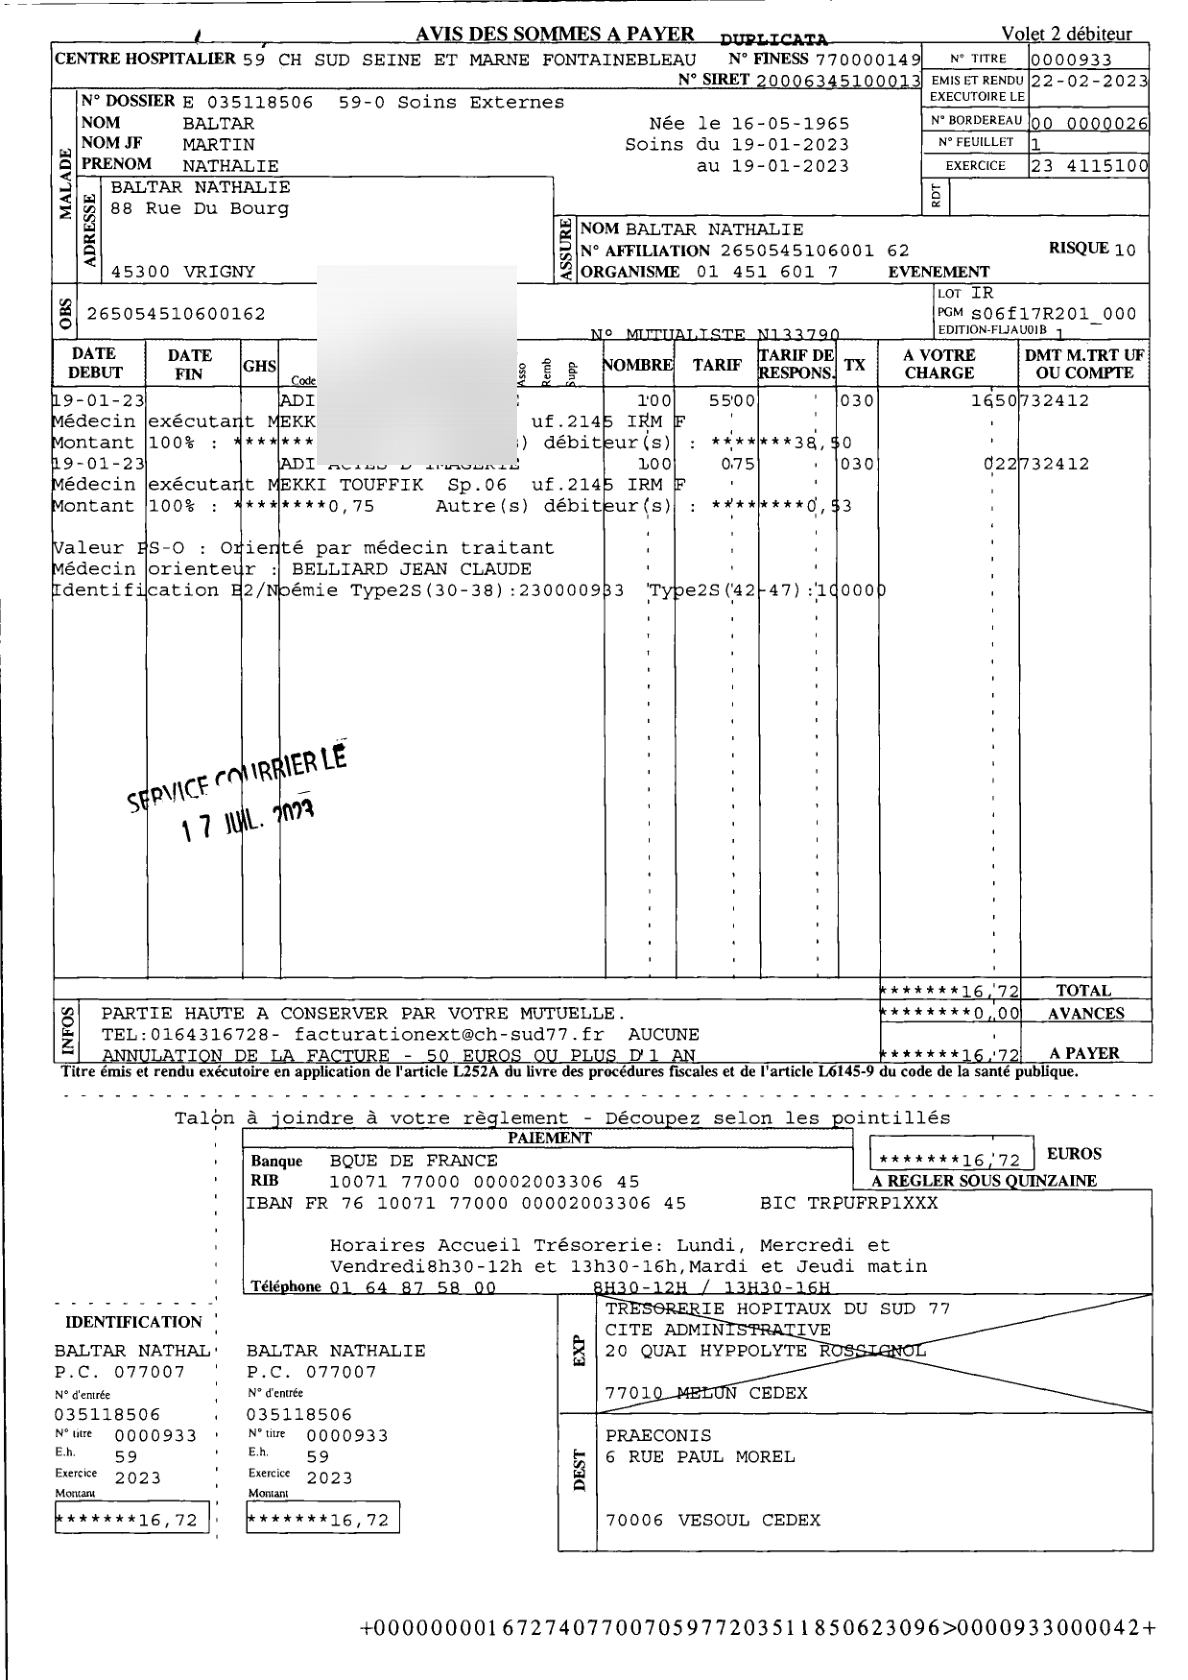 AVIS DES SOMMES A PAYER DUPLICATA Volet 2 débiteur
CENTRE HOSPITALIER 59 CH SUD SEINE ET MARNE FONTAINEBLEAU N° FINESS 770000149 N° TITRE 0000933
N° SIRET 20006345100013 EMIS ET RENDU EXECUTOIRE LE 22-02-2023
MALADE
N° DOSSIER E 035118506 59-0 Soins Externes
NOM BALTAR Née le 16-05-1965 N° BORDEREAU 00 0000026
NOM JF MARTIN Soins du 19-01-2023 N° FEUILLET 1
PRENOM NATHALIE au 19-01-2023 EXERCICE 23 4115100
ADRESSE
BALTAR NATHALIE
88 Rue Du Bourg
45300 VRIGNY
RDT
ASSURE
NOM BALTAR NATHALIE
N° AFFILIATION 2650545106001 62 RISQUE 10
ORGANISME 01 451 601 7 EVENEMENT
OBS
265054510600162
N° MUTUALISTE N133790
LOT IR
PGM s06f17R201_000
EDITION-FIJAU01B 1
DATE DEBUT DATE FIN GHS Code Asso Remb Supp NOMBRE TARIF TARIF DE RESPONS. TX A VOTRE CHARGE DMT M.TRT UF OU COMPTE
19-01-23 ADI 1'00 55'00 030 16'50 732412
Médecin exécutant MEKK uf.2145 IRM F
Montant 100% : ******* s) débiteur(s) : *******38,50
19-01-23 ADI ACTES D'IMAGERIE 1'00 0'75 030 0'22 732412
Médecin exécutant MEKKI TOUFFIK Sp.06 uf.2145 IRM F
Montant 100% : ********0,75 Autre(s) débiteur(s) : ********0,53
Valeur PS-O : Orienté par médecin traitant
Médecin orienteur : BELLIARD JEAN CLAUDE
Identification B2/Noémie Type2S(30-38):230000933 Type2S(42-47):100000
SERVICE COURRIER LE
17 JUIL. 2023
*******16,72 TOTAL
INFOS
PARTIE HAUTE A CONSERVER PAR VOTRE MUTUELLE. ********0,00 AVANCES
TEL:0164316728- facturationext@ch-sud77.fr AUCUNE
ANNULATION DE LA FACTURE - 50 EUROS OU PLUS D'1 AN *******16,72 A PAYER
Titre émis et rendu exécutoire en application de l'article L252A du livre des procédures fiscales et de l'article L6145-9 du code de la santé publique.
Talon à joindre à votre règlement - Découpez selon les pointillés
PAIEMENT
Banque BQUE DE FRANCE *******16,72 EUROS
RIB 10071 77000 00002003306 45 A REGLER SOUS QUINZAINE
IBAN FR 76 10071 77000 00002003306 45 BIC TRPUFRP1XXX
Horaires Accueil Trésorerie: Lundi, Mercredi et
Vendredi8h30-12h et 13h30-16h,Mardi et Jeudi matin
Téléphone 01 64 87 58 00 8H30-12H / 13H30-16H
EXP
TRESORERIE HOPITAUX DU SUD 77
CITE ADMINISTRATIVE
20 QUAI HYPPOLYTE ROSSIGNOL
77010 MELUN CEDEX
IDENTIFICATION
BALTAR NATHAL BALTAR NATHALIE
P.C. 077007 P.C. 077007
N° d'entrée N° d'entrée
035118506 035118506
N° titre 0000933 N° titre 0000933
E.h. 59 E.h. 59
Exercice 2023 Exercice 2023
Montant Montant
*******16,72 *******16,72
DEST
PRAECONIS
6 RUE PAUL MOREL
70006 VESOUL CEDEX
+000000001672740770070597720351185062 3096>0000933000042+